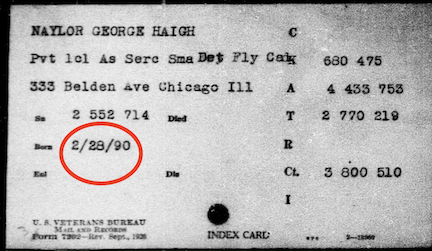 NAYLOR GEORGE HAIGH C
Pvt 1cl As Serc Sma Det Fly Cak 680 475
333 Belden Ave Chicago Ill A 4 433 753
Sn 2 552 714 Died T 2 770 219
Born 2/28/90 R
Enl Dis Ct. 3 800 510
I
U. S. VETERANS BUREAU
MAIL AND RECORDS
Form 7202—Rev. Sept., 1926 INDEX CARD